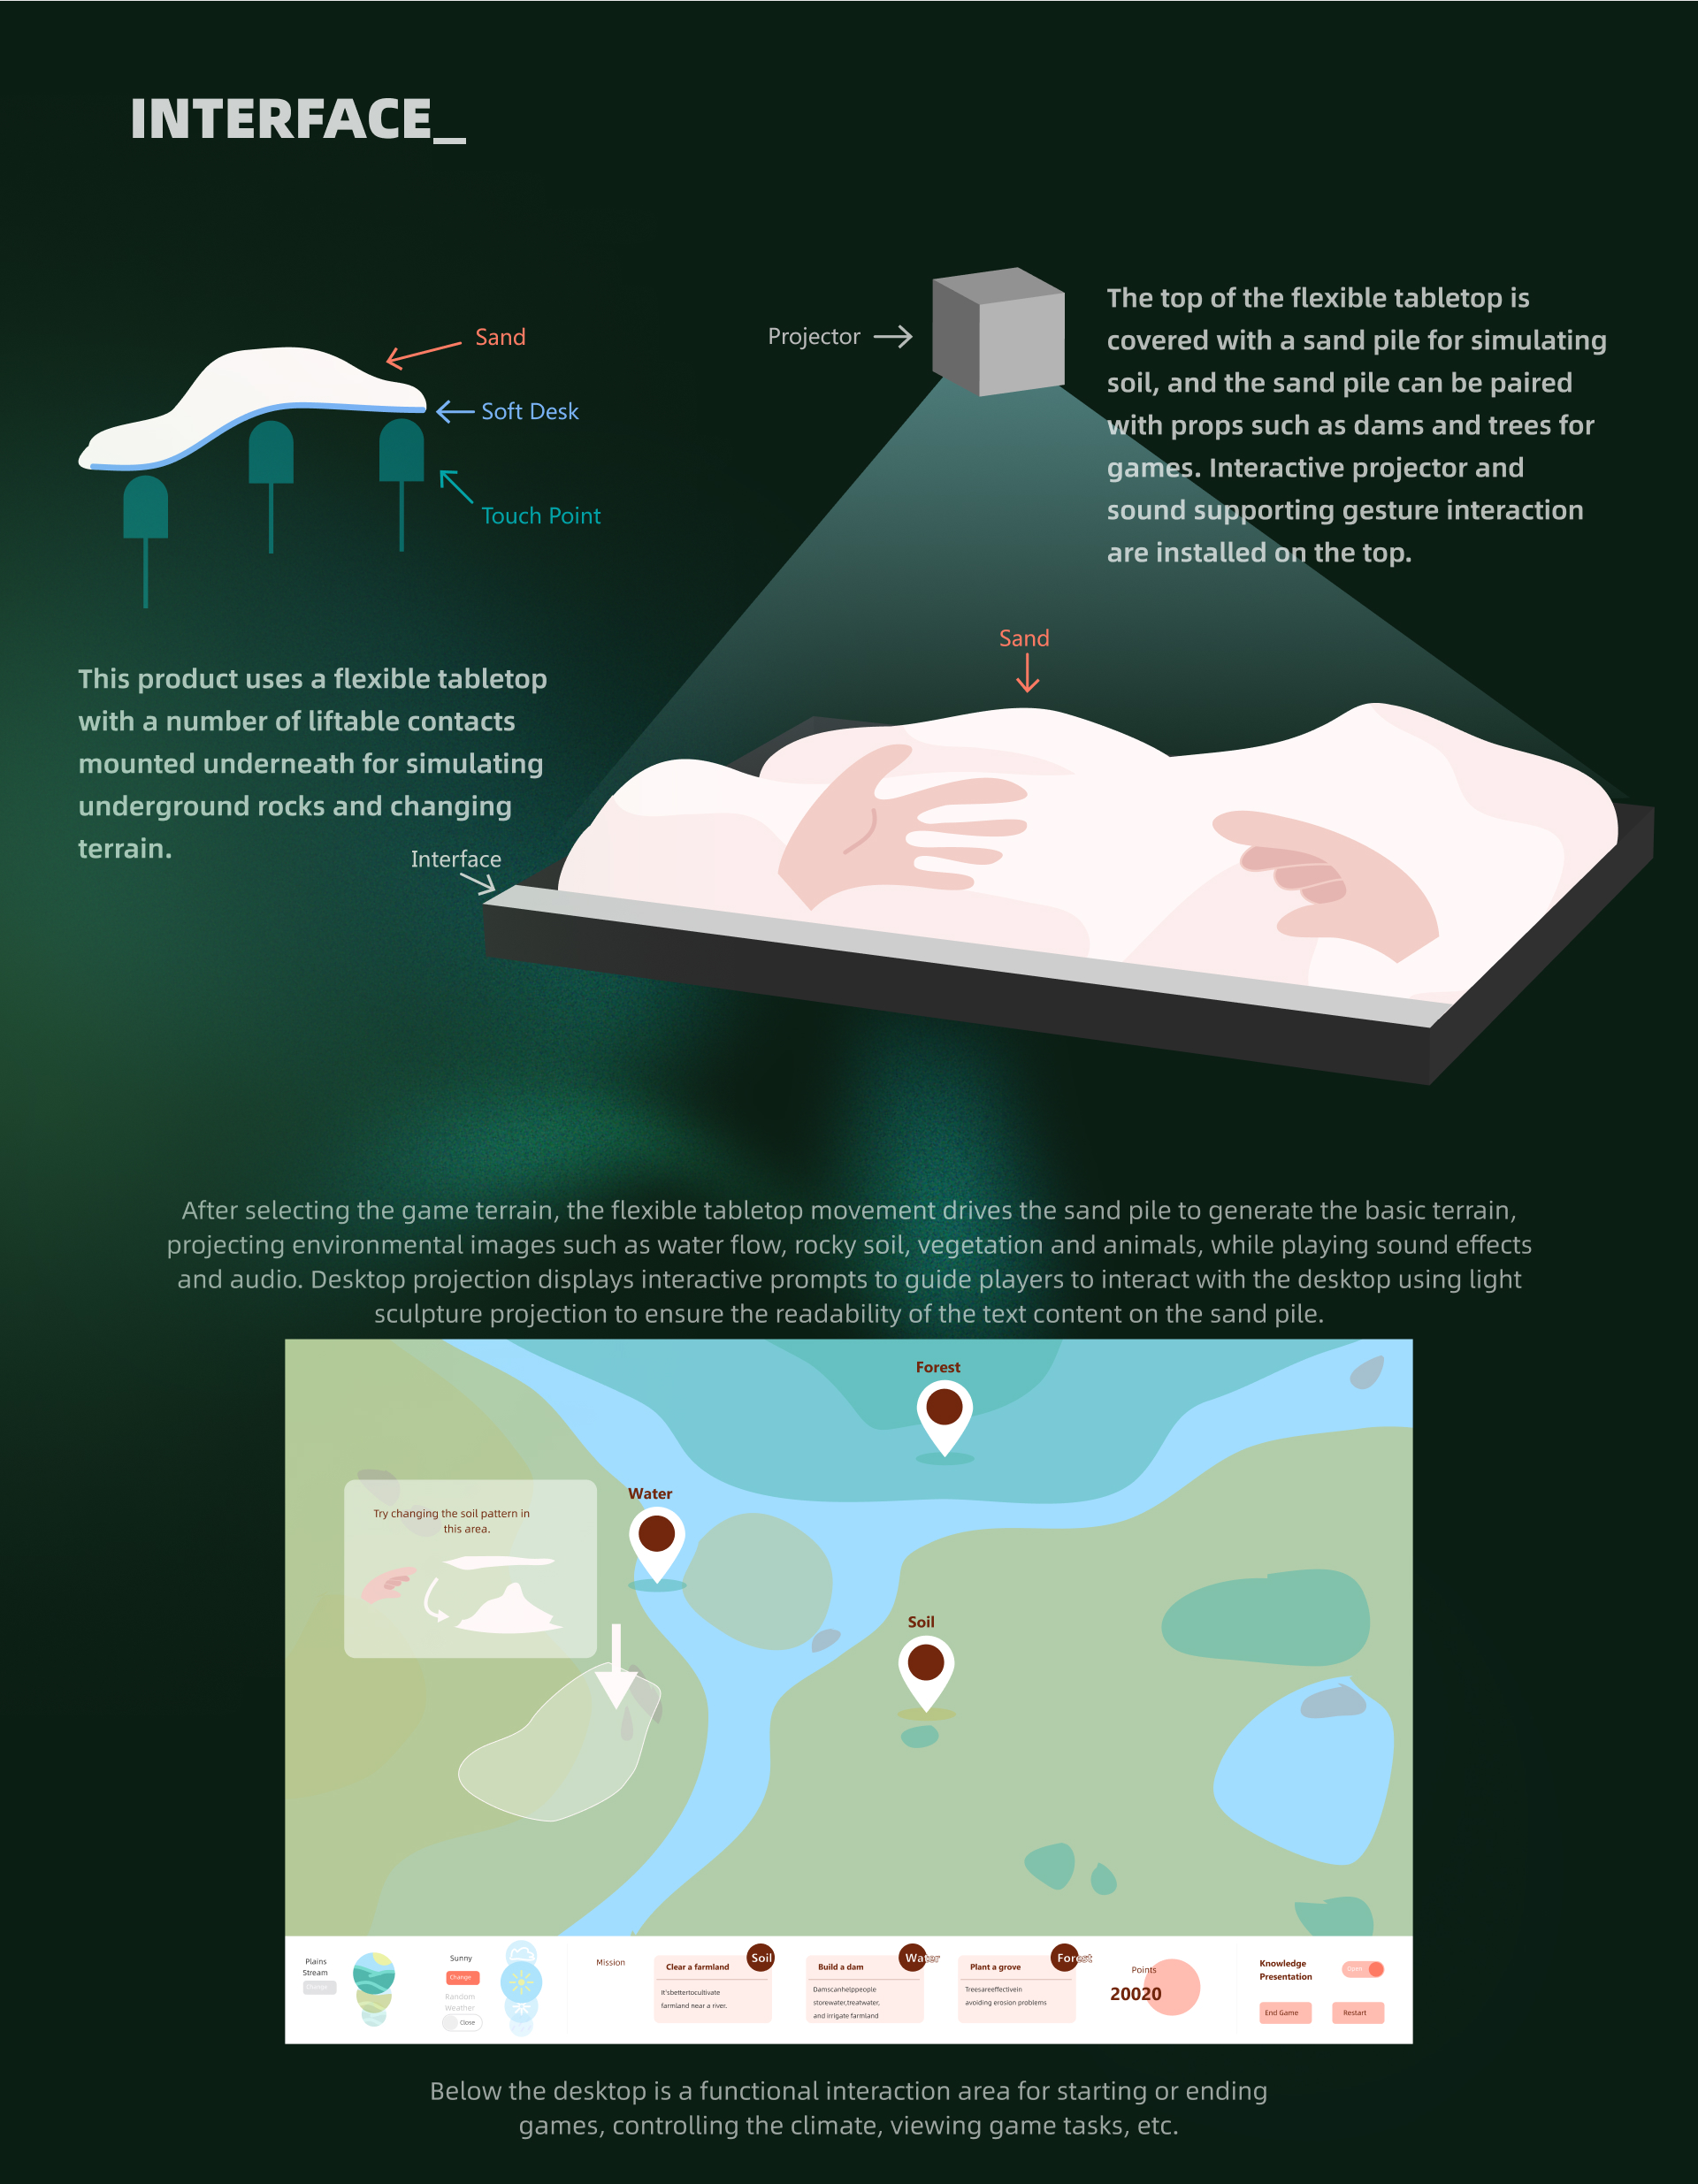 INTERFACE_
Sand
Soft Desk
Touch Point
This product uses a flexible tabletop
with a number of liftable contacts
mounted underneath for simulating
underground rocks and changing
terrain.
Projector
The top of the flexible tabletop is
covered with a sand pile for simulating
soil, and the sand pile can be paired
with props such as dams and trees for
games. Interactive projector and
sound supporting gesture interaction
are installed on the top.
Sand
Interface
After selecting the game terrain, the flexible tabletop movement drives the sand pile to generate the basic terrain,
projecting environmental images such as water flow, rocky soil, vegetation and animals, while playing sound effects
and audio. Desktop projection displays interactive prompts to guide players to interact with the desktop using light
sculpture projection to ensure the readability of the text content on the sand pile.
Forest
Water
Try changing the soil pattern in
this area.
Soil
Plains
Stream
Change
Sunny
Change
Random
weather
Close
Mission
Soil
Clear a farmland
It'sbettertocultivate
farmland near a river.
Water
Build a dam
Damscanhelppeople
storewater,treatwater,
and irrigate farmland
Forest
Plant a grove
Treesareeffectivein
avoiding erosion problems
Points
20020
Knowledge
Presentation
Open
End Game
Restart
Below the desktop is a functional interaction area for starting or ending
games, controlling the climate, viewing game tasks, etc.